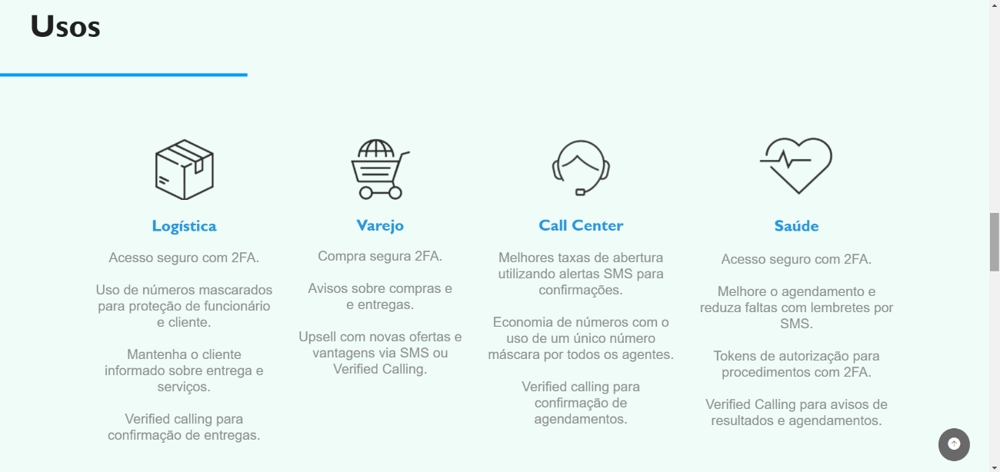 Usos
Logística
Acesso seguro com 2FA.
Uso de números mascarados
para proteção de funcionário
e cliente.
Mantenha o cliente
informado sobre entrega e
serviços.
Verified calling para
confirmação de entregas.
Varejo
Compra segura 2FA.
Avisos sobre compras e
e entregas.
Upsell com novas ofertas e
vantagens via SMS ou
Verified Calling.
Call Center
Melhores taxas de abertura
utilizando alertas SMS para
confirmações.
Economia de números com o
uso de um único número
máscara por todos os agentes.
Verified calling para
confirmação de
agendamentos.
Saúde
Acesso seguro com 2FA.
Melhore o agendamento e
reduza faltas com lembretes por
SMS.
Tokens de autorização para
procedimentos com 2FA.
Verified Calling para avisos de
resultados e agendamentos.